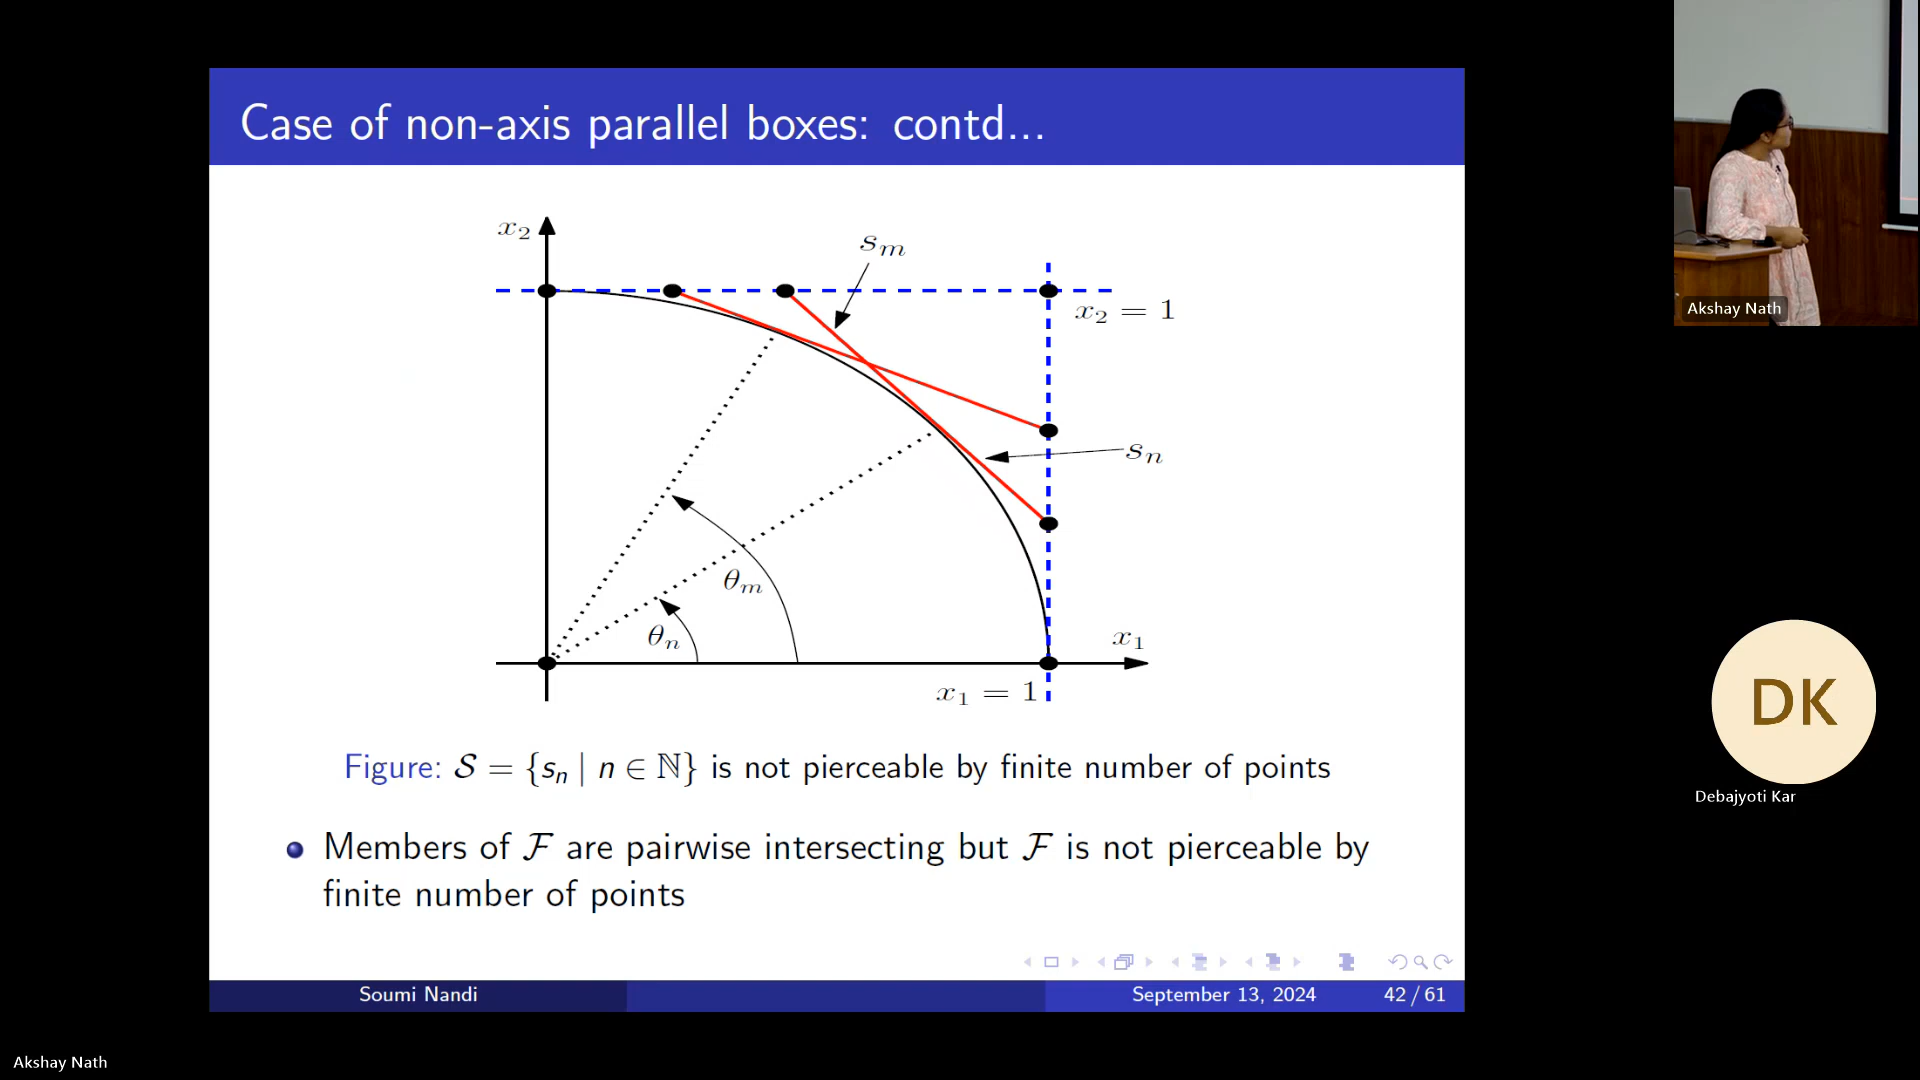 Case of non-axis parallel boxes: contd...
x₂
sₘ
x₂ = 1
sₙ
θₘ
θₙ
x₁
x₁ = 1
Figure: 𝒮 = {sₙ | n ∈ ℕ} is not pierceable by finite number of points
Members of ℱ are pairwise intersecting but ℱ is not pierceable by
finite number of points
Soumi Nandi
September 13, 2024
42 / 61
Akshay Nath
DK
Debajyoti Kar
Akshay Nath